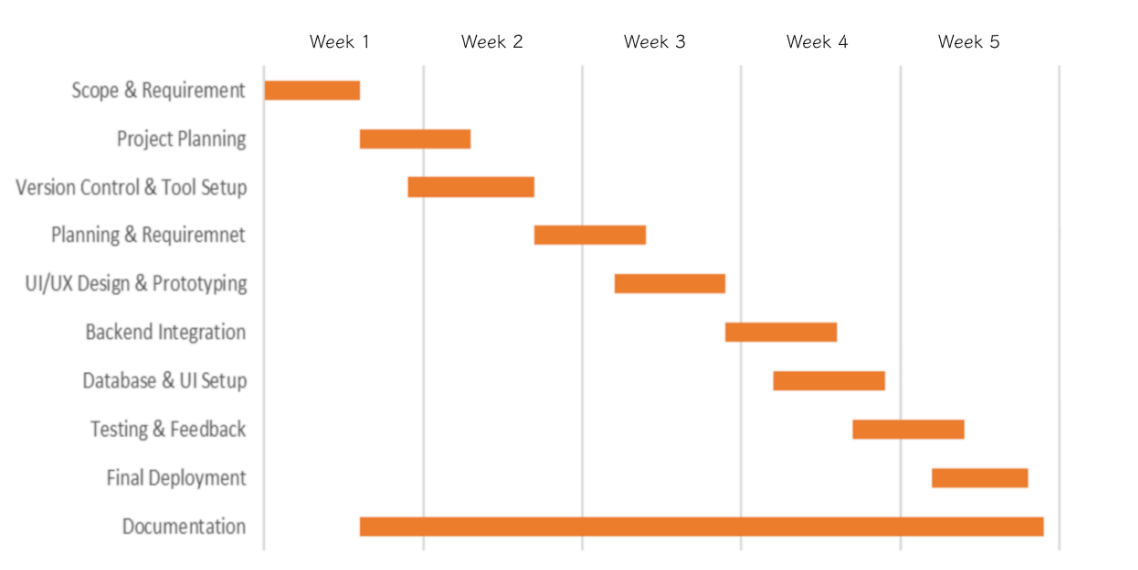 Week 1
Week 2
Week 3
Week 4
Week 5
Scope & Requirement
Project Planning
Version Control & Tool Setup
Planning & Requiremnet
UI/UX Design & Prototyping
Backend Integration
Database & UI Setup
Testing & Feedback
Final Deployment
Documentation